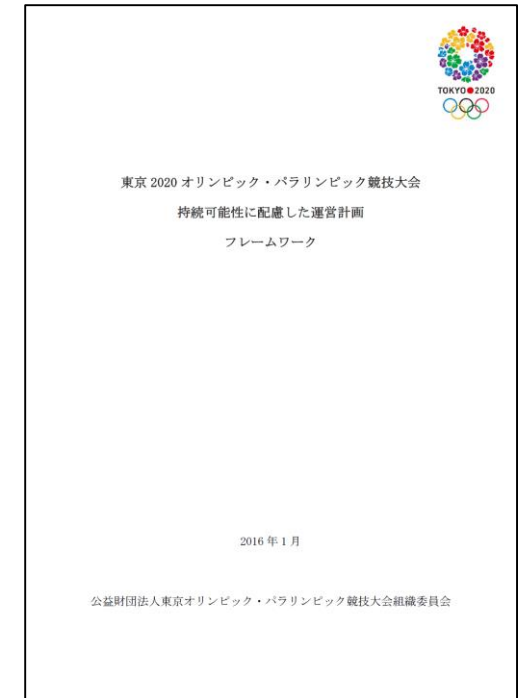 TOKYO 2020
東京 2020 オリンピック・パラリンピック競技大会
持続可能性に配慮した運営計画
フレームワーク
2016 年 1 月
公益財団法人東京オリンピック・パラリンピック競技大会組織委員会